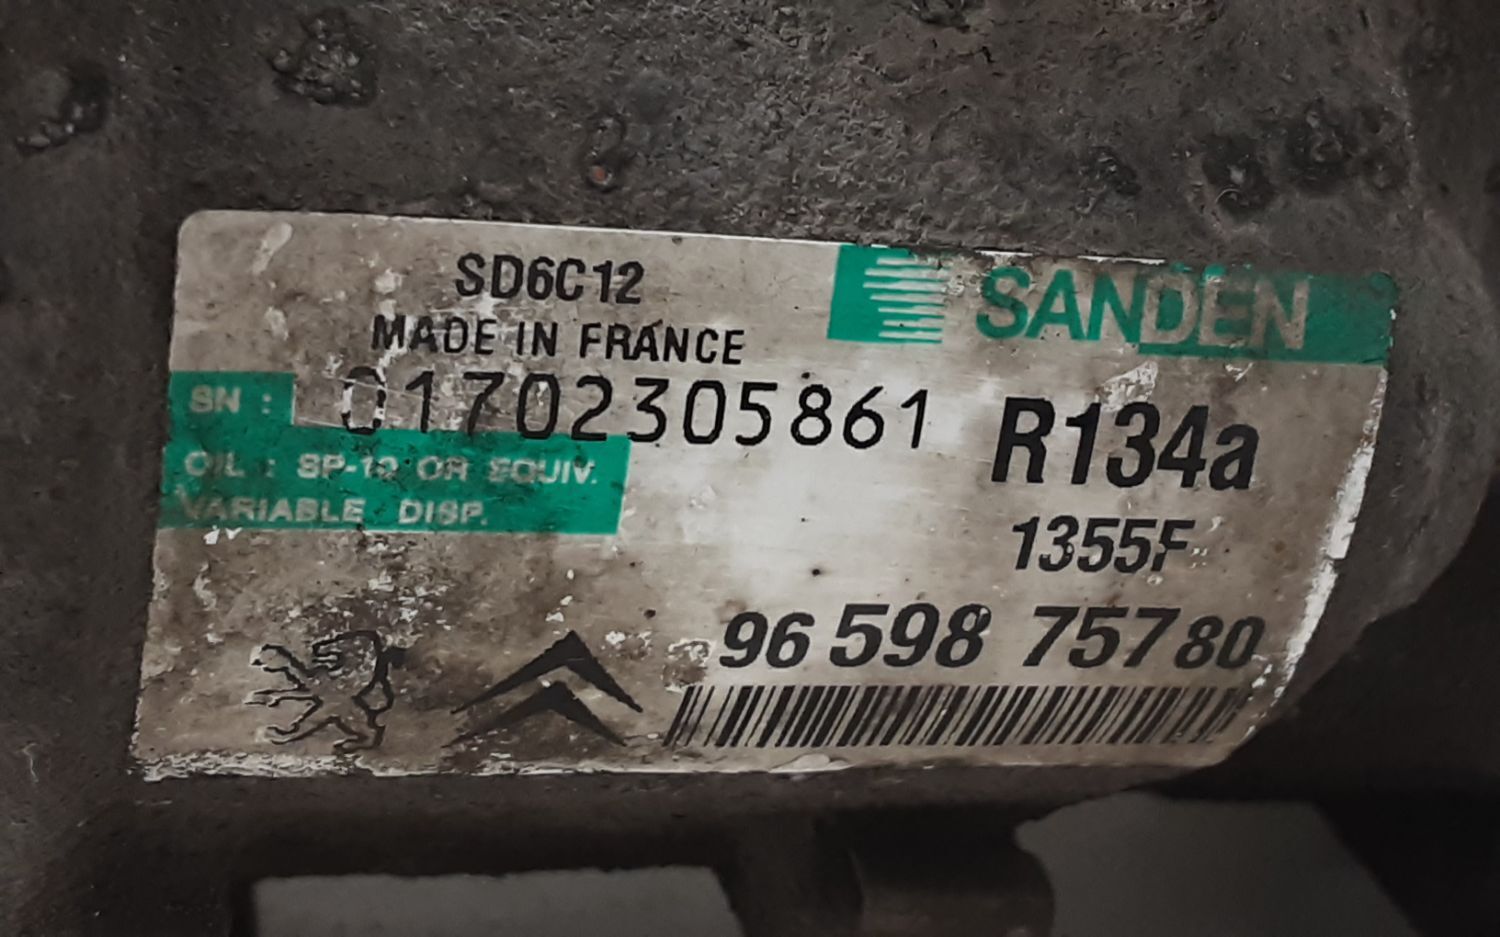 SD6C12
SANDEN
MADE IN FRANCE
SN : 01702305861
R134a
OIL : SP-10 OR EQUIV.
VARIABLE DISP.
1355F
96 598 757 80